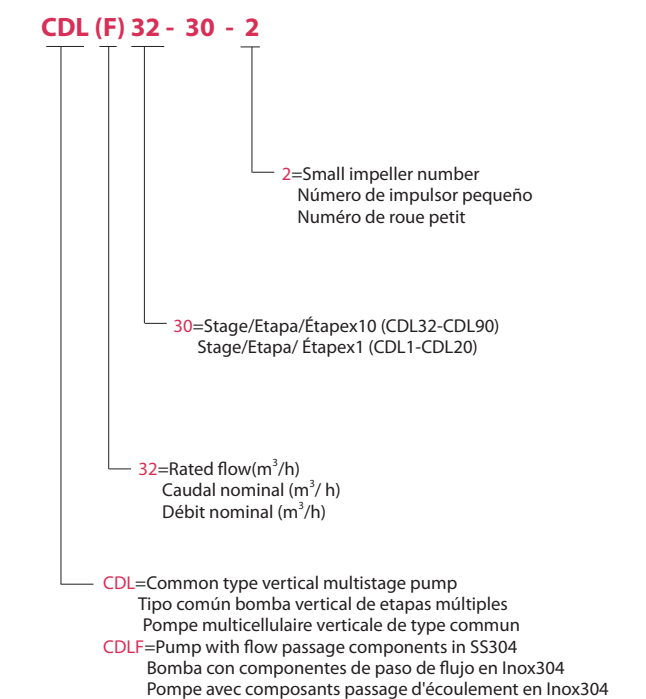 CDL (F) 32 - 30 - 2
2=Small impeller number
Número de impulsor pequeño
Numéro de roue petit
30=Stage/Etapa/Étapex10 (CDL32-CDL90)
Stage/Etapa/ Étapex1 (CDL1-CDL20)
32=Rated flow(m³/h)
Caudal nominal (m³/ h)
Débit nominal (m³/h)
CDL=Common type vertical multistage pump
Tipo común bomba vertical de etapas múltiples
Pompe multicellulaire verticale de type commun
CDLF=Pump with flow passage components in SS304
Bomba con componentes de paso de flujo en Inox304
Pompe avec composants passage d'écoulement en Inox304